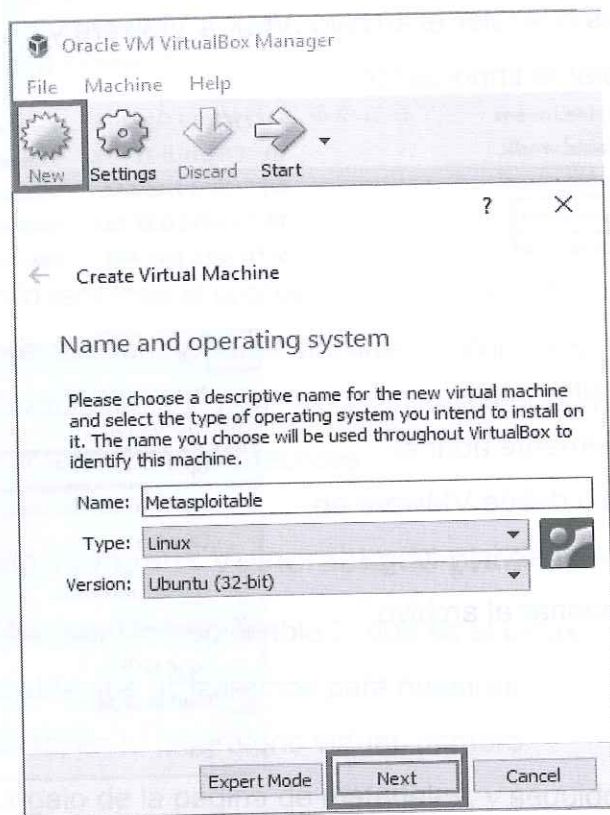 Oracle VM VirtualBox Manager
File Machine Help
New Settings Discard Start
? ×
← Create Virtual Machine
Name and operating system
Please choose a descriptive name for the new virtual machine
and select the type of operating system you intend to install on
it. The name you choose will be used throughout VirtualBox to
identify this machine.
Name: Metasploitable
Type: Linux
Version: Ubuntu (32-bit)
Expert Mode Next Cancel